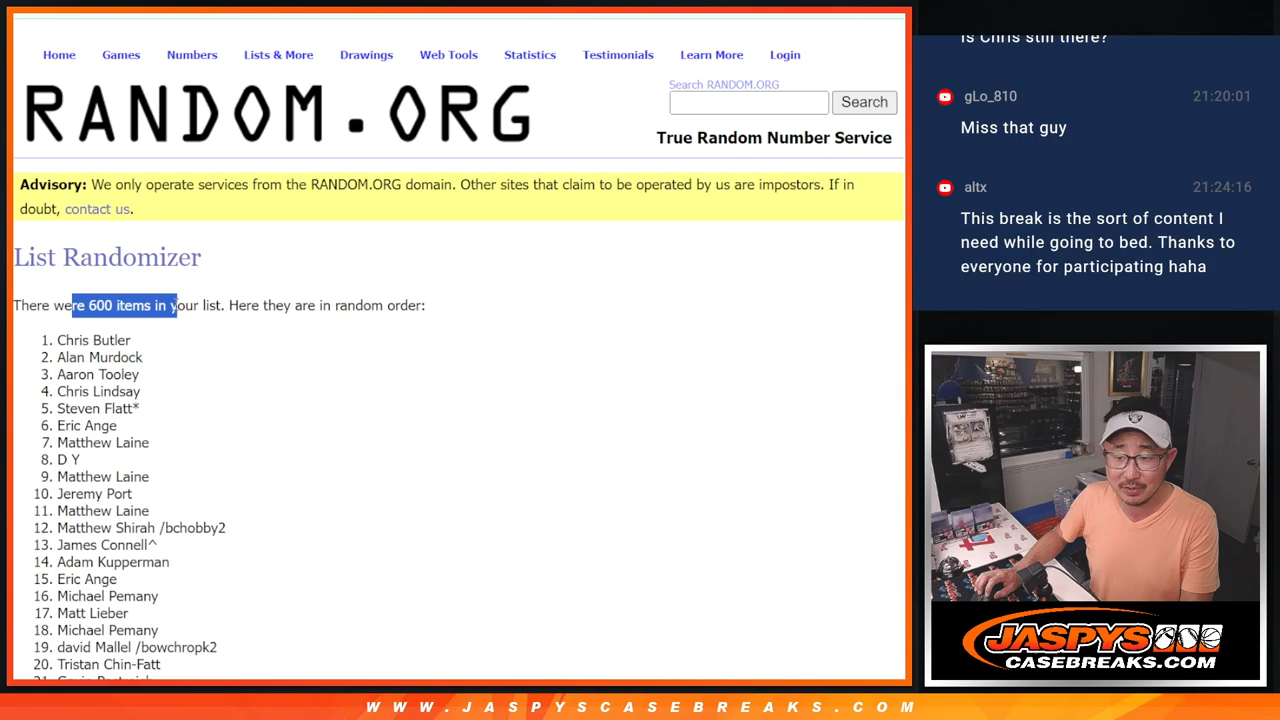 Home Games Numbers Lists & More Drawings Web Tools Statistics Testimonials Learn More Login
RANDOM.ORG
Search RANDOM.ORG
Search
True Random Number Service
Advisory: We only operate services from the RANDOM.ORG domain. Other sites that claim to be operated by us are impostors. If in
doubt, contact us.
List Randomizer
There were 600 items in your list. Here they are in random order:
1. Chris Butler
2. Alan Murdock
3. Aaron Tooley
4. Chris Lindsay
5. Steven Flatt*
6. Eric Ange
7. Matthew Laine
8. D Y
9. Matthew Laine
10. Jeremy Port
11. Matthew Laine
12. Matthew Shirah /bchobby2
13. James Connell^
14. Adam Kupperman
15. Eric Ange
16. Michael Pemany
17. Matt Lieber
18. Michael Pemany
19. david Mallel /bowchropk2
20. Tristan Chin-Fatt
is Chris still there?
gLo_810 21:20:01
Miss that guy
altx 21:24:16
This break is the sort of content I
need while going to bed. Thanks to
everyone for participating haha
JASPYS
CASEBREAKS.COM
WWW.JASPYSCASEBREAKS.COM